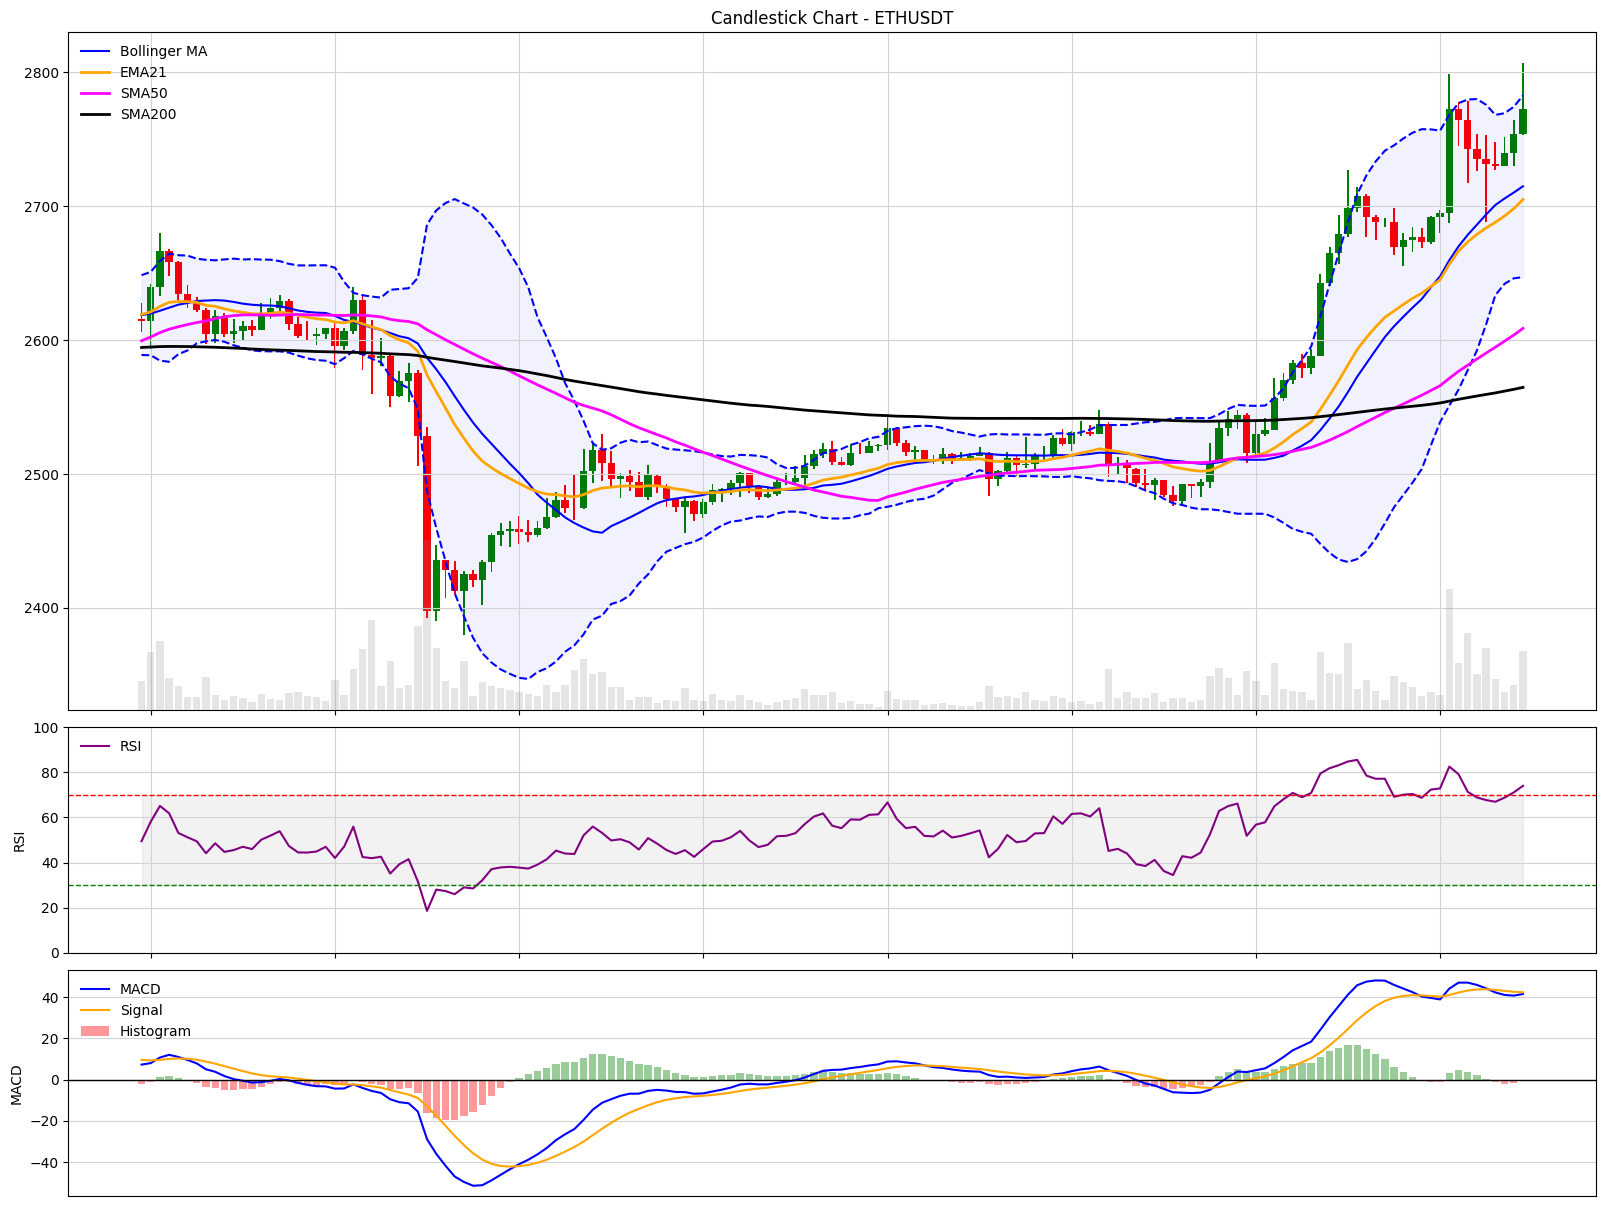 Candlestick Chart - ETHUSDT
Bollinger MA
EMA21
SMA50
SMA200
2800
2700
2600
2500
2400
RSI
RSI
100
80
60
40
20
0
MACD
Signal
Histogram
MACD
40
20
0
−20
−40